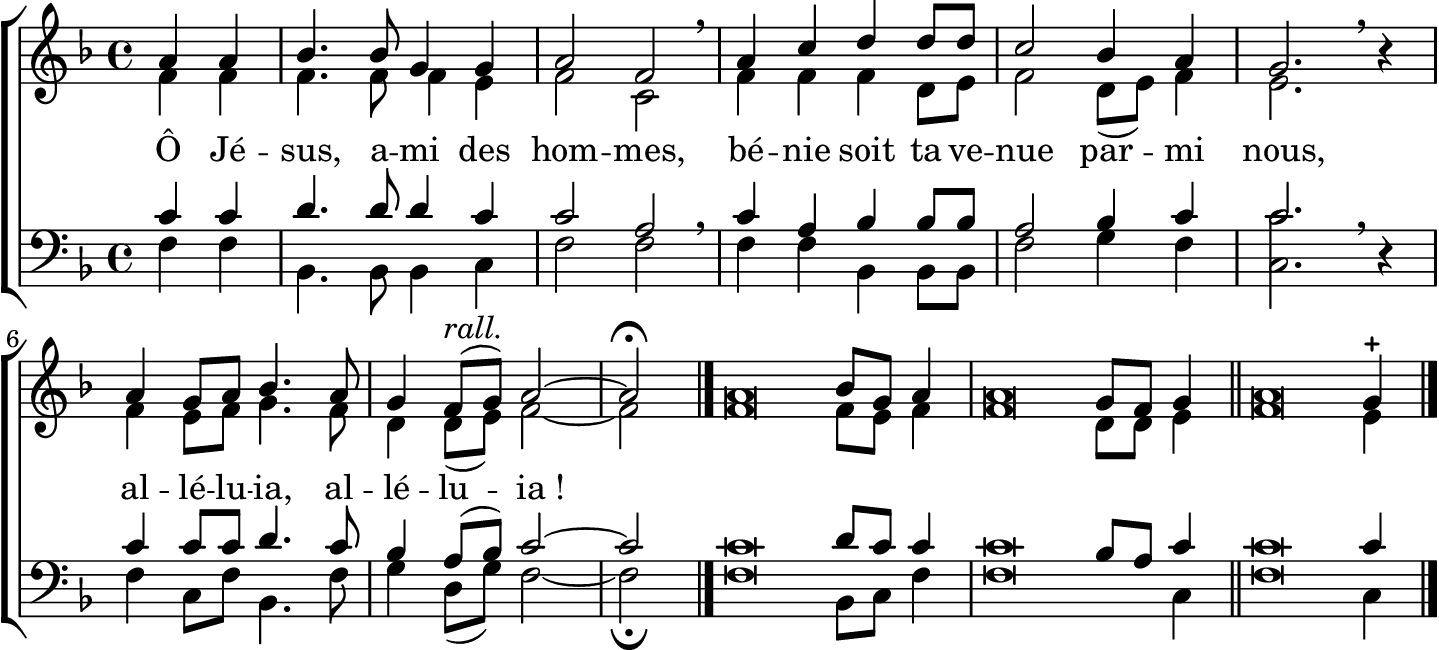 Ô Jé - sus, a - mi des hom - mes, bé - nie soit ta ve - nue par - mi nous,
6
rall.
al - lé - lu - ia, al - lé - lu - ia !